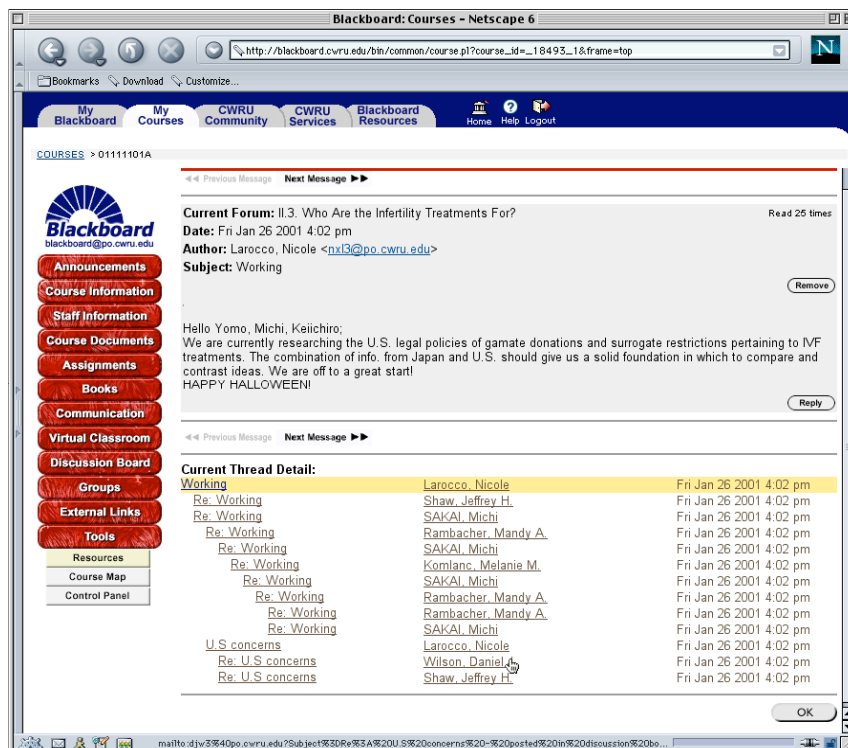 Blackboard: Courses - Netscape 6
http://blackboard.cwru.edu/bin/common/course.pl?course_id=_18493_1&frame=top
N
Bookmarks Download Customize...
My Blackboard
My Courses
CWRU Community
CWRU Services
Blackboard Resources
Home Help Logout
COURSES > 01111101A
Previous Message Next Message
Blackboard
blackboard@po.cwru.edu
Announcements
Course Information
Staff Information
Course Documents
Assignments
Books
Communication
Virtual Classroom
Discussion Board
Groups
External Links
Tools
Resources
Course Map
Control Panel
Current Forum: II.3. Who Are the Infertility Treatments For? Read 25 times
Date: Fri Jan 26 2001 4:02 pm
Author: Larocco, Nicole <nxl3@po.cwru.edu>
Subject: Working
Remove
Hello Yomo, Michi, Keiichiro;
We are currently researching the U.S. legal policies of gamate donations and surrogate restrictions pertaining to IVF
treatments. The combination of info. from Japan and U.S. should give us a solid foundation in which to compare and
contrast ideas. We are off to a great start!
HAPPY HALLOWEEN!
Reply
Previous Message Next Message
Current Thread Detail:
Working Larocco, Nicole Fri Jan 26 2001 4:02 pm
Re: Working Shaw, Jeffrey H. Fri Jan 26 2001 4:02 pm
Re: Working SAKAI, Michi Fri Jan 26 2001 4:02 pm
Re: Working Rambacher, Mandy A. Fri Jan 26 2001 4:02 pm
Re: Working SAKAI, Michi Fri Jan 26 2001 4:02 pm
Re: Working Komlanc, Melanie M. Fri Jan 26 2001 4:02 pm
Re: Working SAKAI, Michi Fri Jan 26 2001 4:02 pm
Re: Working Rambacher, Mandy A. Fri Jan 26 2001 4:02 pm
Re: Working Rambacher, Mandy A. Fri Jan 26 2001 4:02 pm
Re: Working SAKAI, Michi Fri Jan 26 2001 4:02 pm
U.S concerns Larocco, Nicole Fri Jan 26 2001 4:02 pm
Re: U.S concerns Wilson, Daniel Fri Jan 26 2001 4:02 pm
Re: U.S concerns Shaw, Jeffrey H. Fri Jan 26 2001 4:02 pm
OK
mailto:djw3%40po.cwru.edu?Subject%3DRe%3A%20U.S%20concerns%20-%20posted%20in%20discussion%20bo...